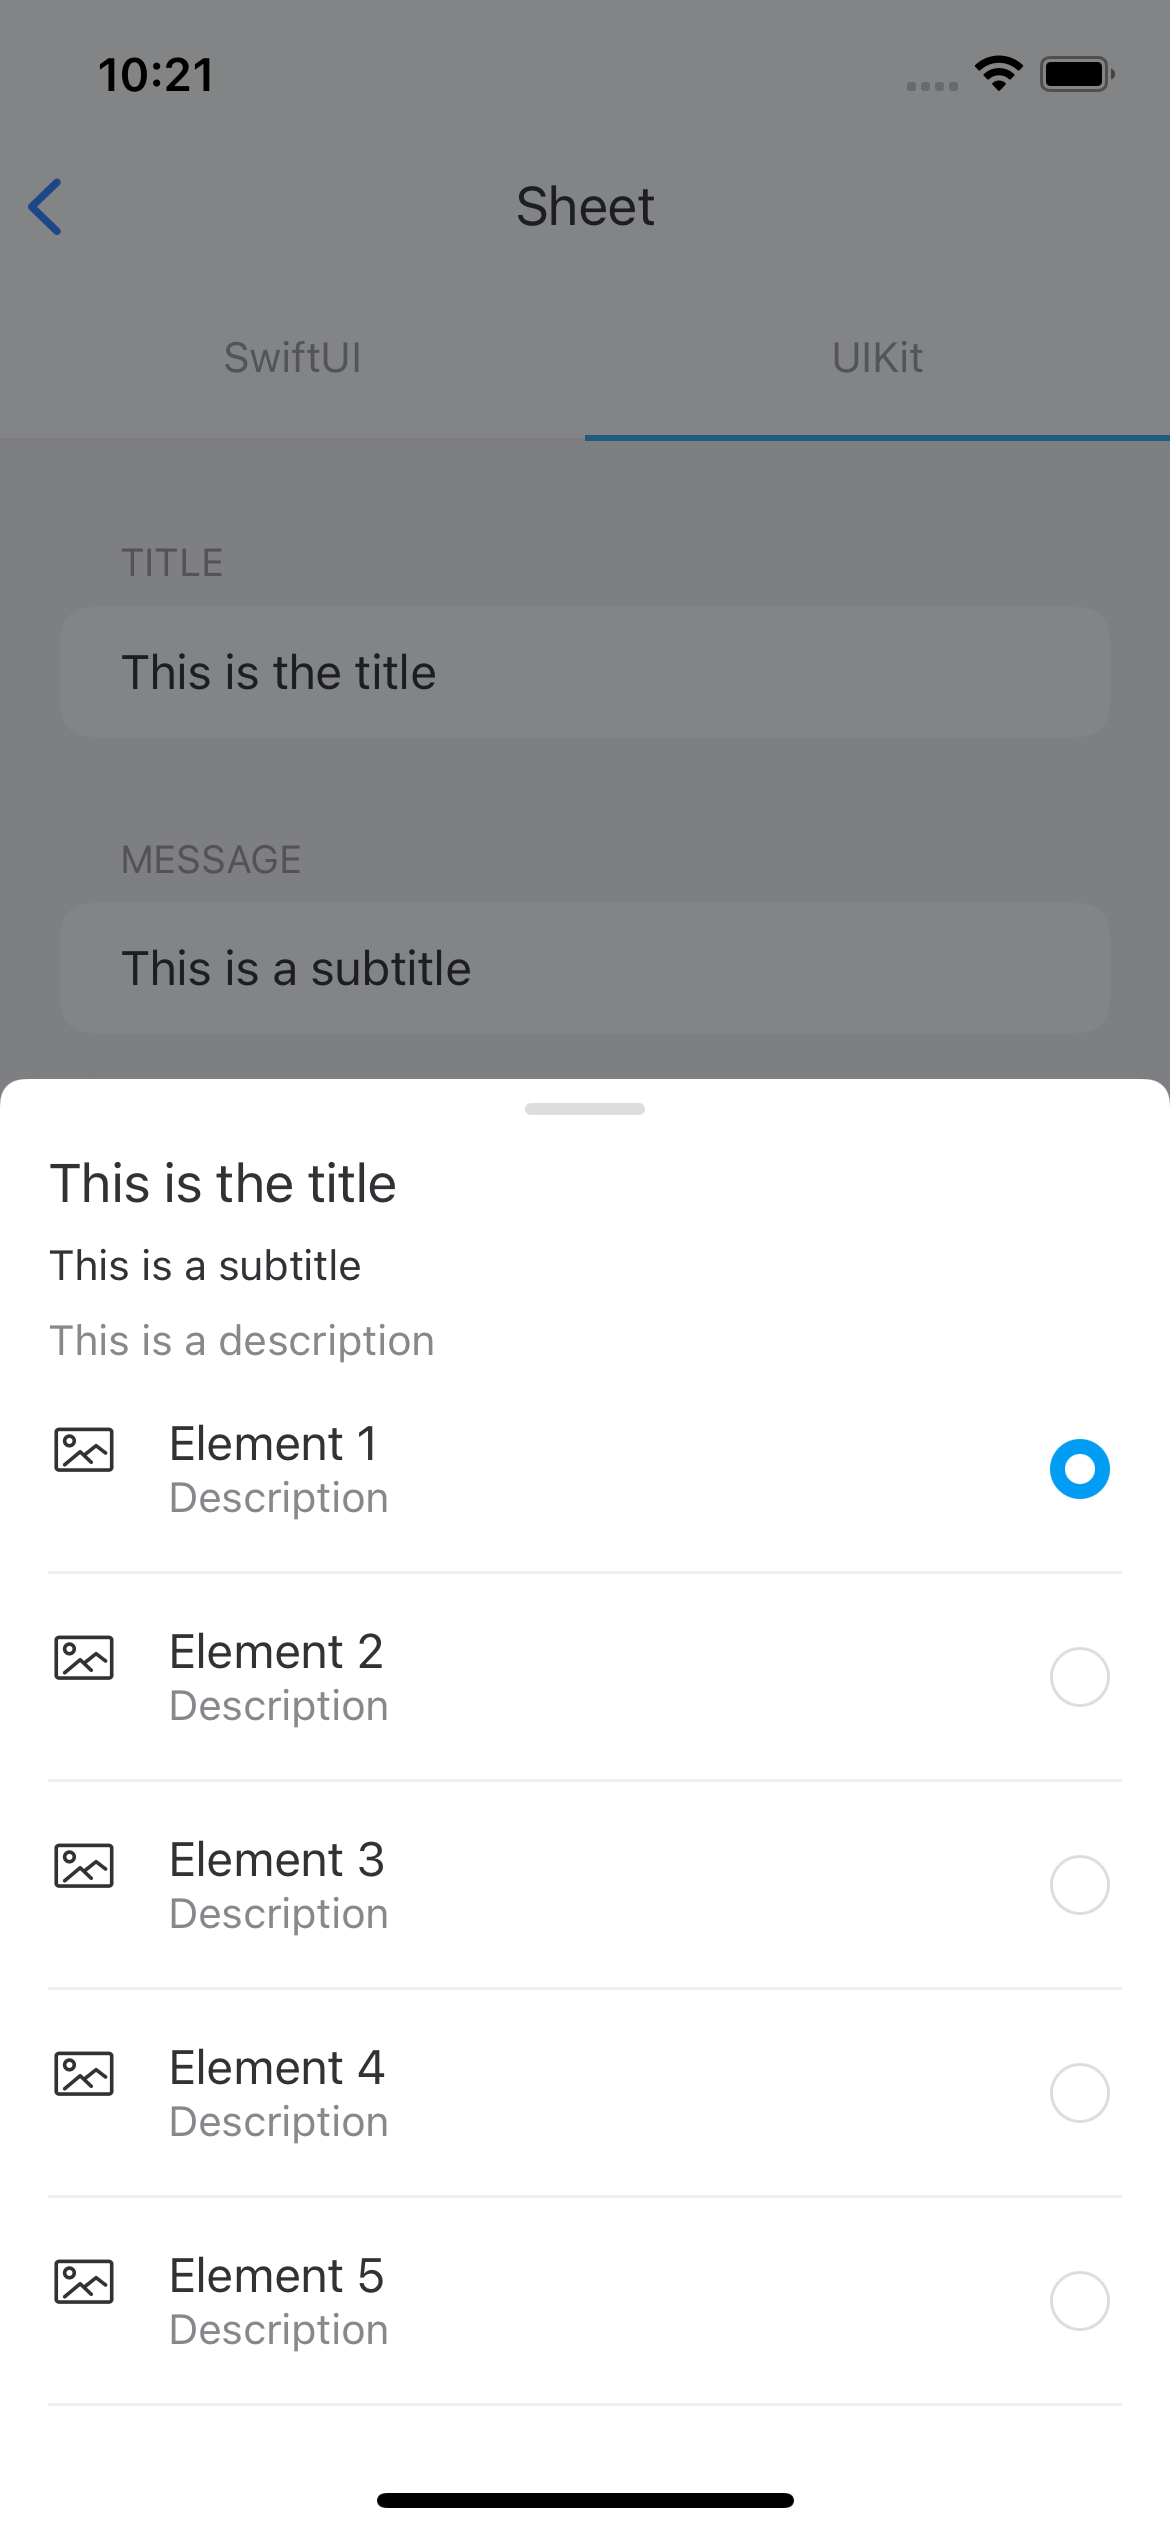 10:21
Sheet
SwiftUI
UIKit
TITLE
This is the title
MESSAGE
This is a subtitle
This is the title
This is a subtitle
This is a description
Element 1
Description
Element 2
Description
Element 3
Description
Element 4
Description
Element 5
Description